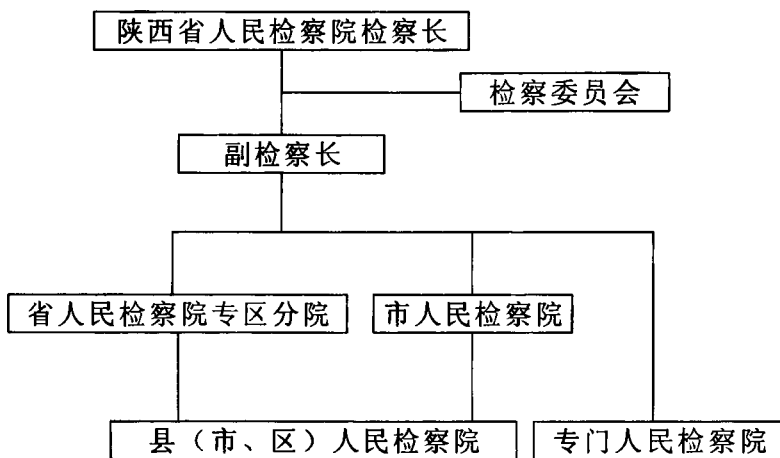 陕西省人民检察院检察长
检察委员会
副检察长
省人民检察院专区分院
市人民检察院
县（市、区）人民检察院
专门人民检察院